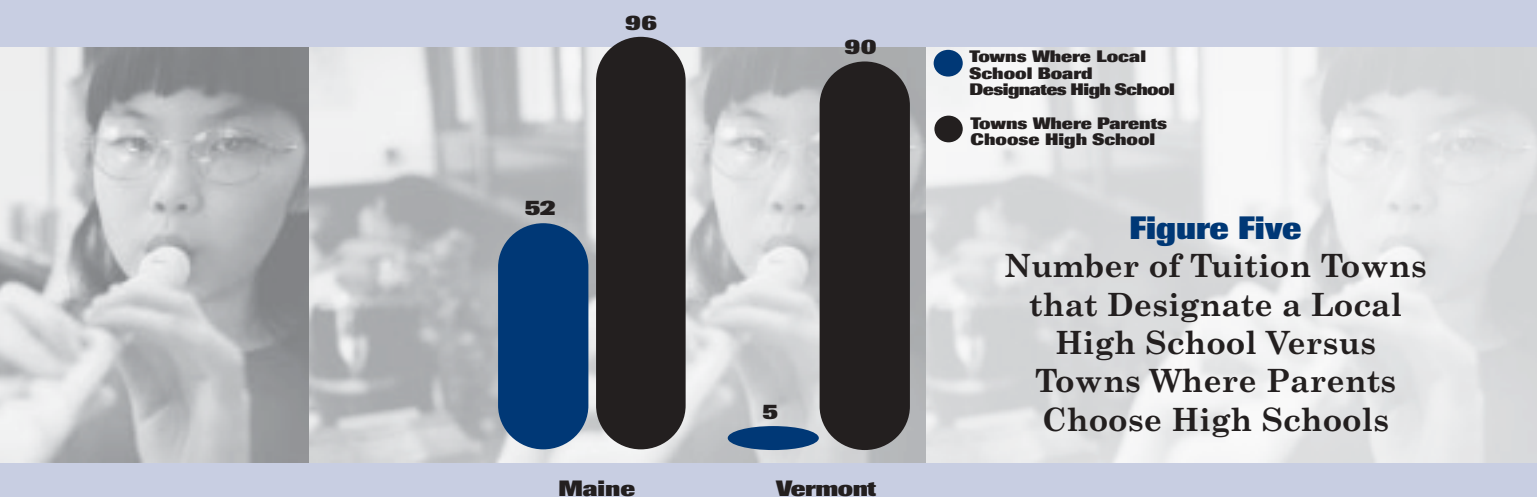 96
90
52
5
Maine
Vermont
Towns Where Local
School Board
Designates High School
Towns Where Parents
Choose High School
Figure Five
Number of Tuition Towns
that Designate a Local
High School Versus
Towns Where Parents
Choose High Schools